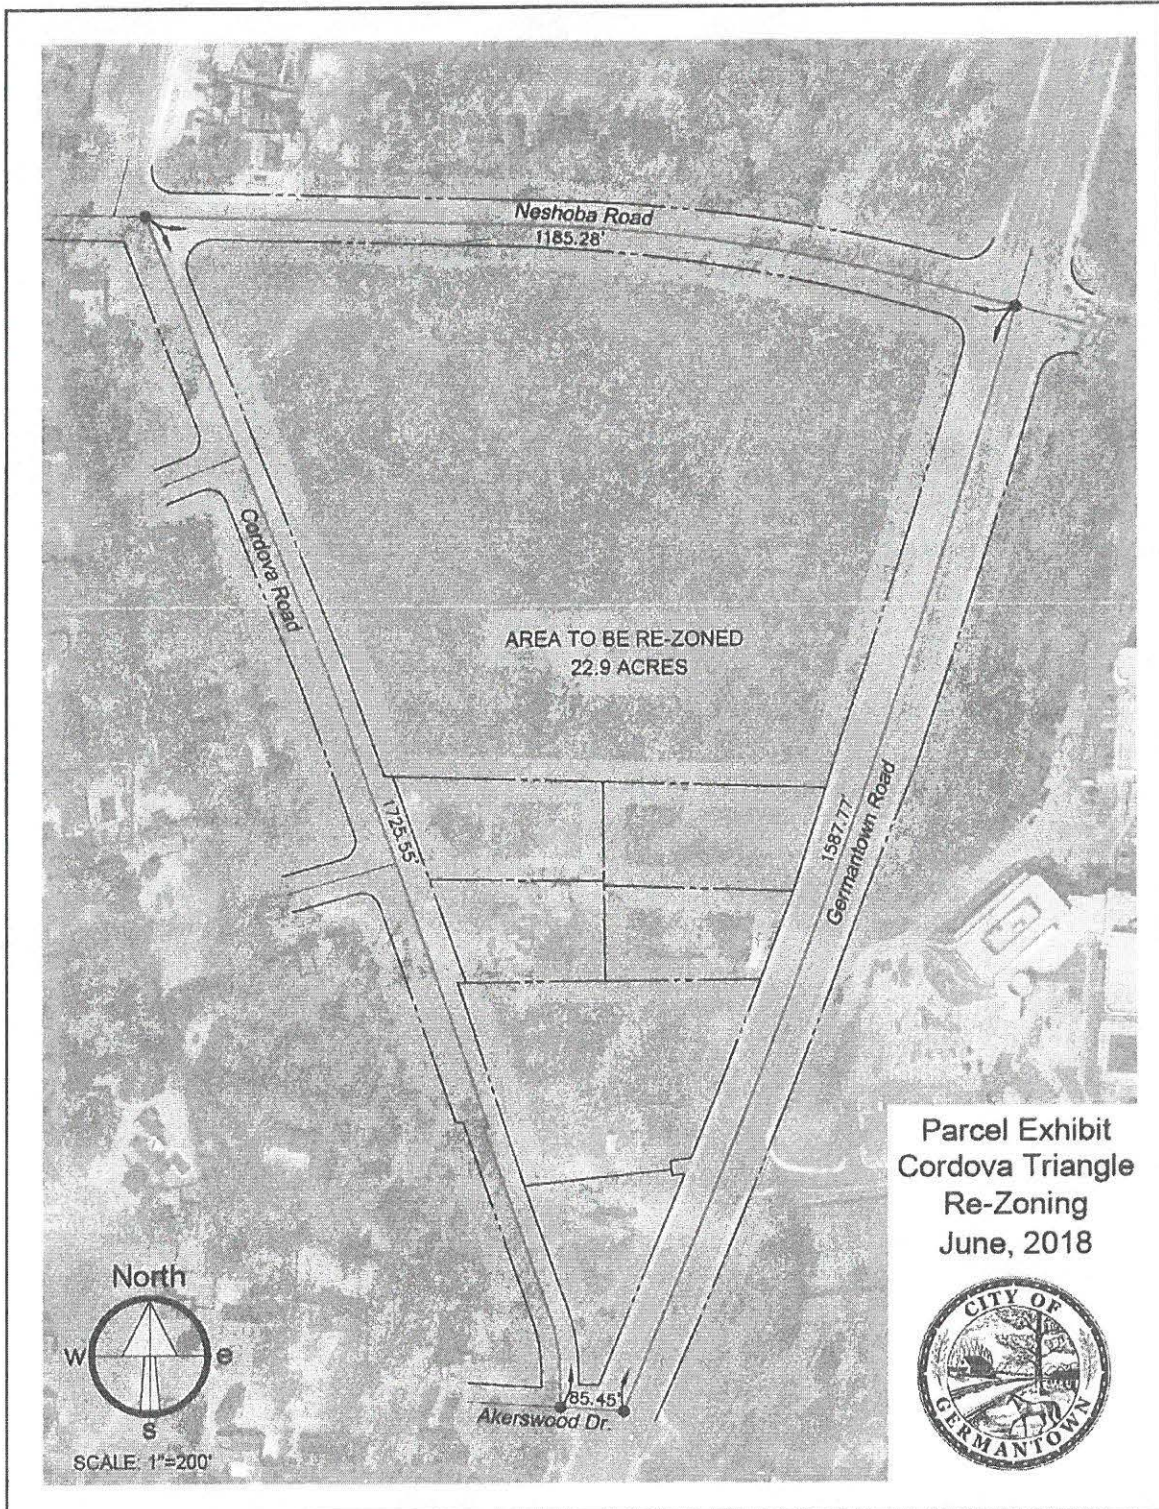 Neshoba Road
1185.28'
Cordova Road
AREA TO BE RE-ZONED
22.9 ACRES
1725.55'
1587.77'
Germantown Road
Parcel Exhibit
Cordova Triangle
Re-Zoning
June, 2018
North
W e
S
SCALE: 1"=200'
85.45'
Akerswood Dr.
CITY OF
GERMANTOWN